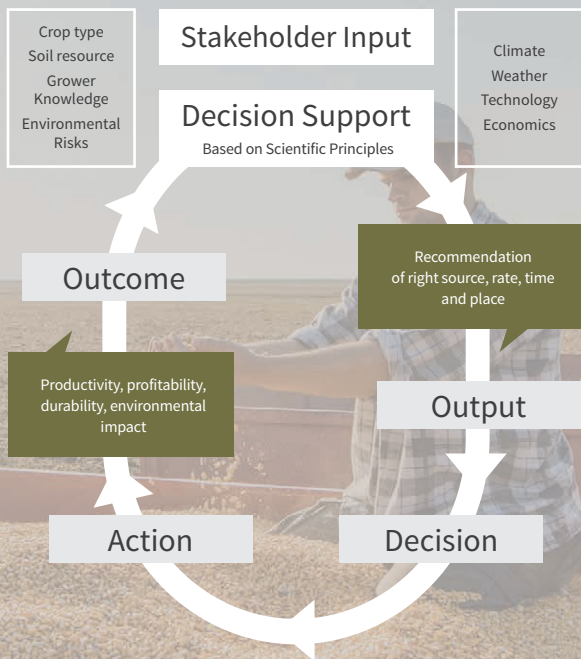 Crop type
Soil resource
Grower
Knowledge
Environmental
Risks
Stakeholder Input
Climate
Weather
Technology
Economics
Decision Support
Based on Scientific Principles
Recommendation
of right source, rate, time
and place
Outcome
Productivity, profitability,
durability, environmental
impact
Output
Action
Decision